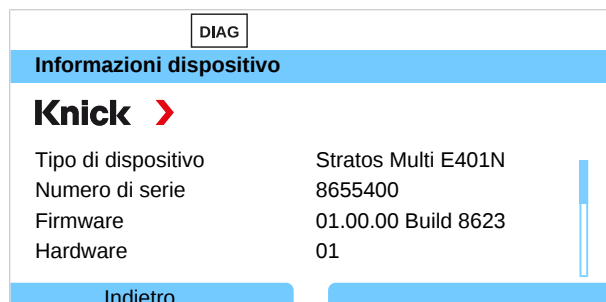 DIAG
Informazioni dispositivo
Knick
Tipo di dispositivo Stratos Multi E401N
Numero di serie 8655400
Firmware 01.00.00 Build 8623
Hardware 01
Indietro